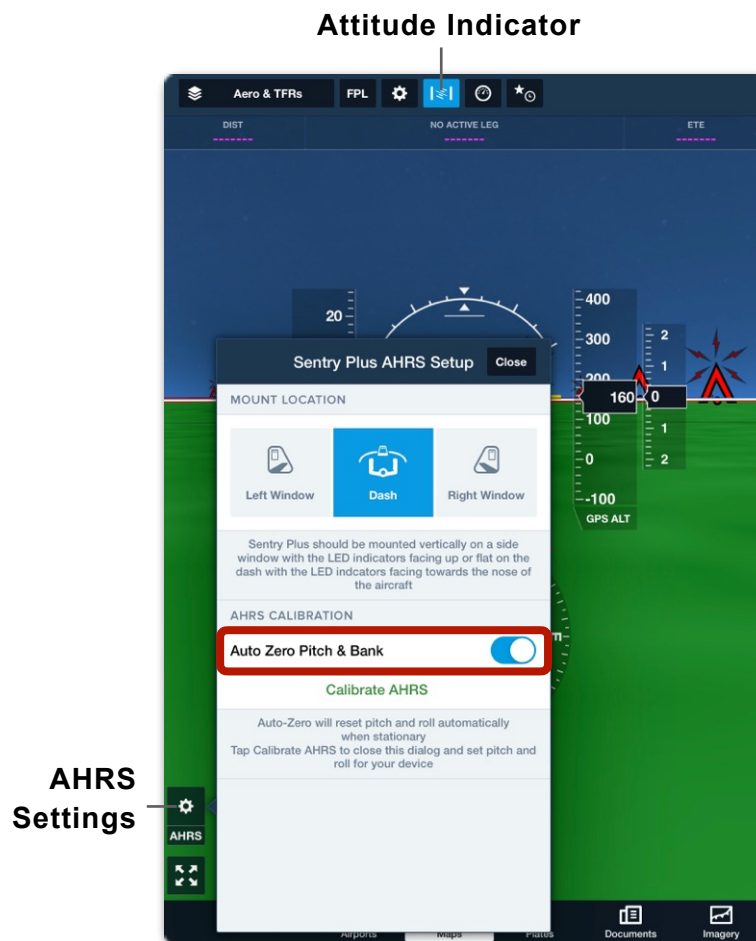 Attitude Indicator
Aero & TFRs
FPL
DIST
NO ACTIVE LEG
ETE
-------
-------
-------
20
400
300
200
160
100
0
-100
GPS ALT
2
1
0
1
2
Sentry Plus AHRS Setup
Close
MOUNT LOCATION
Left Window
Dash
Right Window
Sentry Plus should be mounted vertically on a side
window with the LED indicators facing up or flat on the
dash with the LED indcators facing towards the nose of
the aircraft
AHRS CALIBRATION
Auto Zero Pitch & Bank
E
Calibrate AHRS
Auto-Zero will reset pitch and roll automatically
when stationary
Tap Calibrate AHRS to close this dialog and set pitch and
roll for your device
AHRS
Settings
AHRS
Airports
Maps
Plates
Documents
Imagery